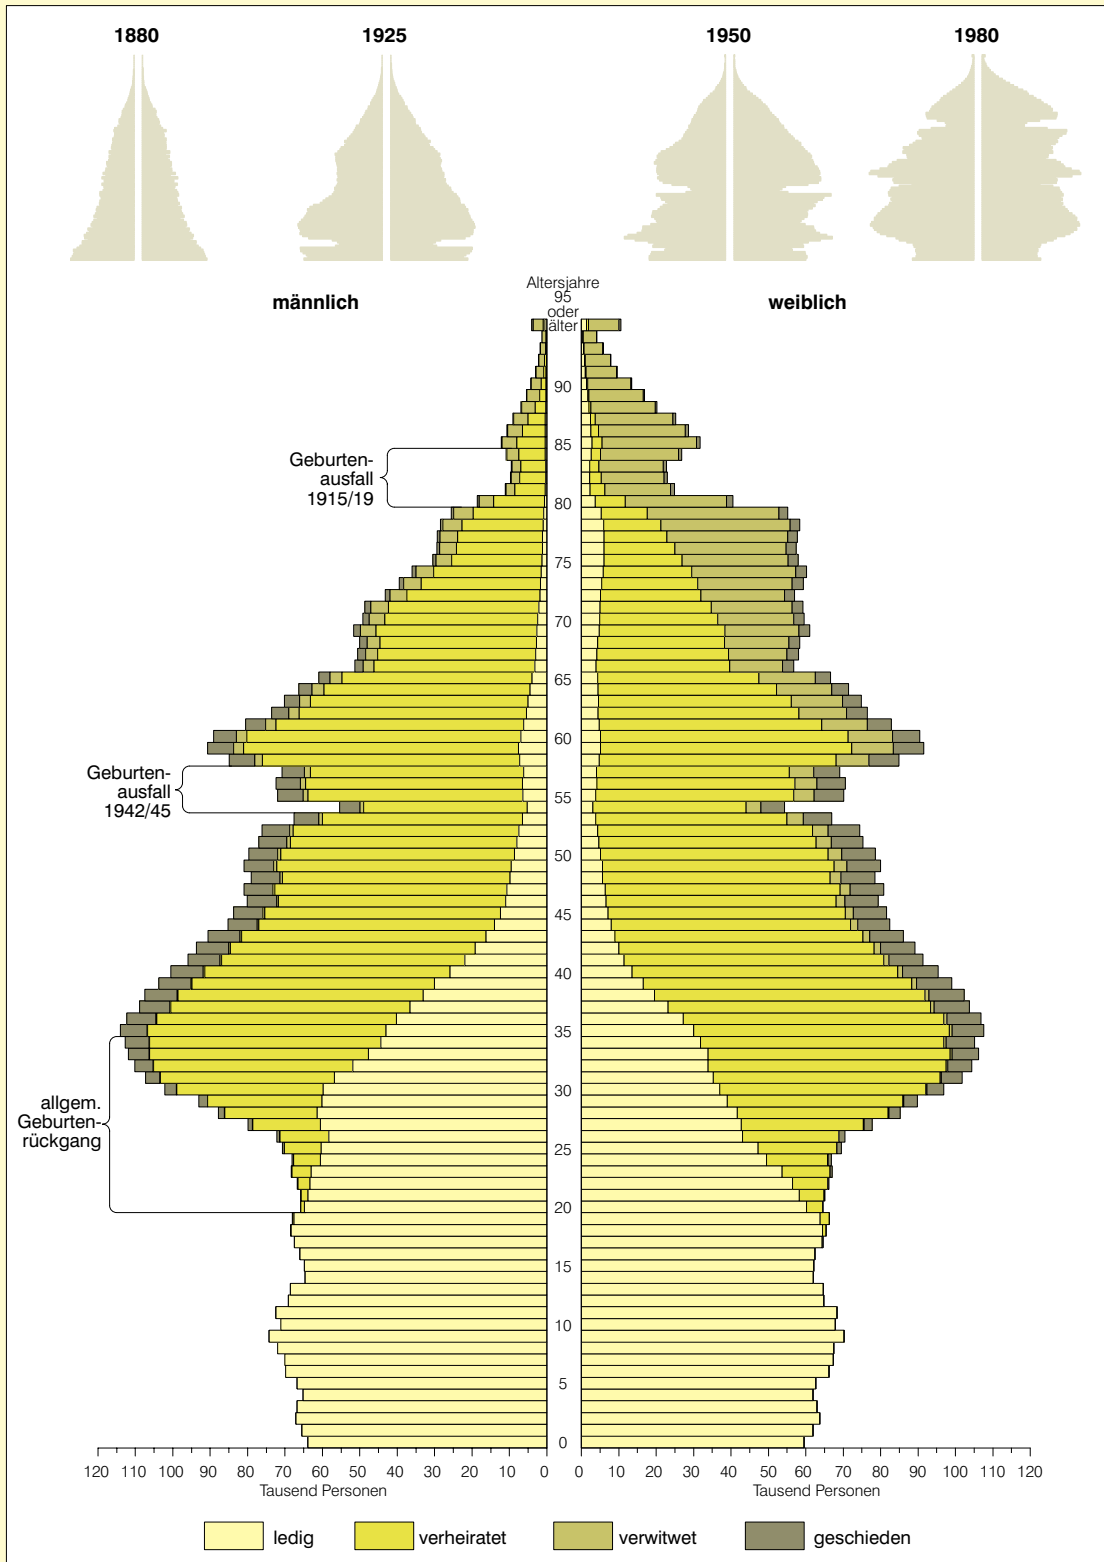 1880 1925 1950 1980
männlich
Altersjahre
95
oder
älter
weiblich
90
85
80
75
70
65
60
55
50
45
40
35
30
25
20
15
10
5
0
Geburten-
ausfall
1915/19
Geburten-
ausfall
1942/45
allgem.
Geburten-
rückgang
120 110 100 90 80 70 60 50 40 30 20 10 0
0 10 20 30 40 50 60 70 80 90 100 110 120
Tausend Personen
Tausend Personen
ledig verheiratet verwitwet geschieden